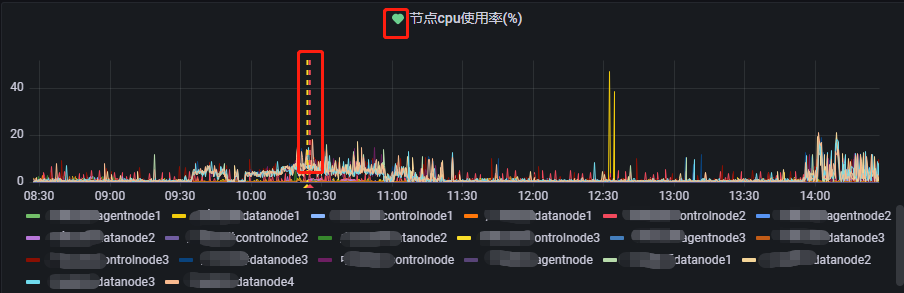 节点cpu使用率(%)
40
20
0
08:30 09:00 09:30 10:00 10:30 11:00 11:30 12:00 12:30 13:00 13:30 14:00
agentnode1 datanode1 controlnode1 datanode1 controlnode2 agentnode2
datanode2 controlnode2 datanode2 controlnode3 agentnode3 datanode3
controlnode3 datanode3 controlnode agentnode datanode1 datanode2
datanode3 datanode4